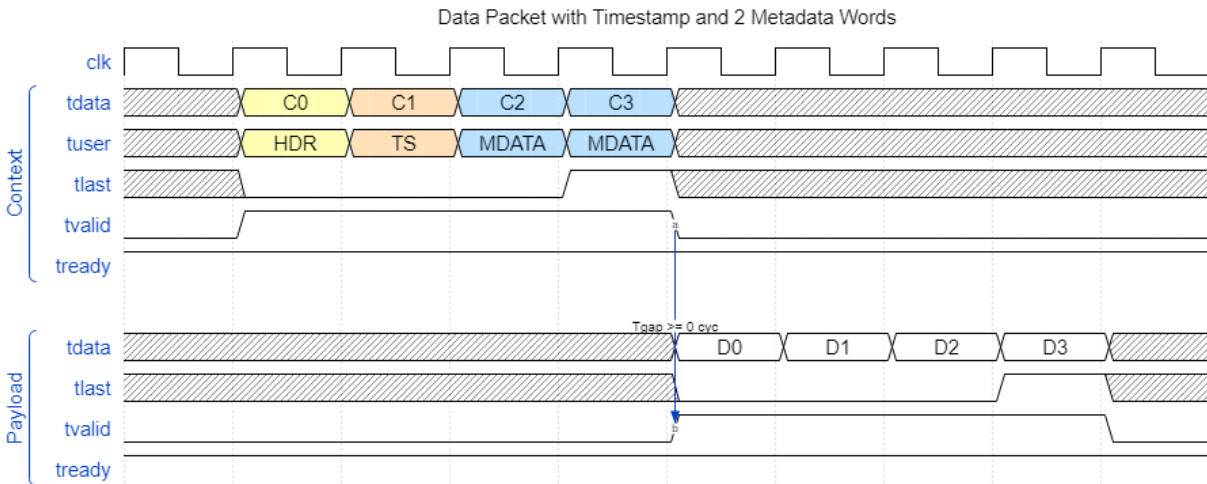 Data Packet with Timestamp and 2 Metadata Words
clk
Context
tdata C0 C1 C2 C3
tuser HDR TS MDATA MDATA
tlast
tvalid a
tready
Tgap >= 0 cyc
Payload
tdata D0 D1 D2 D3
tlast
tvalid b
tready